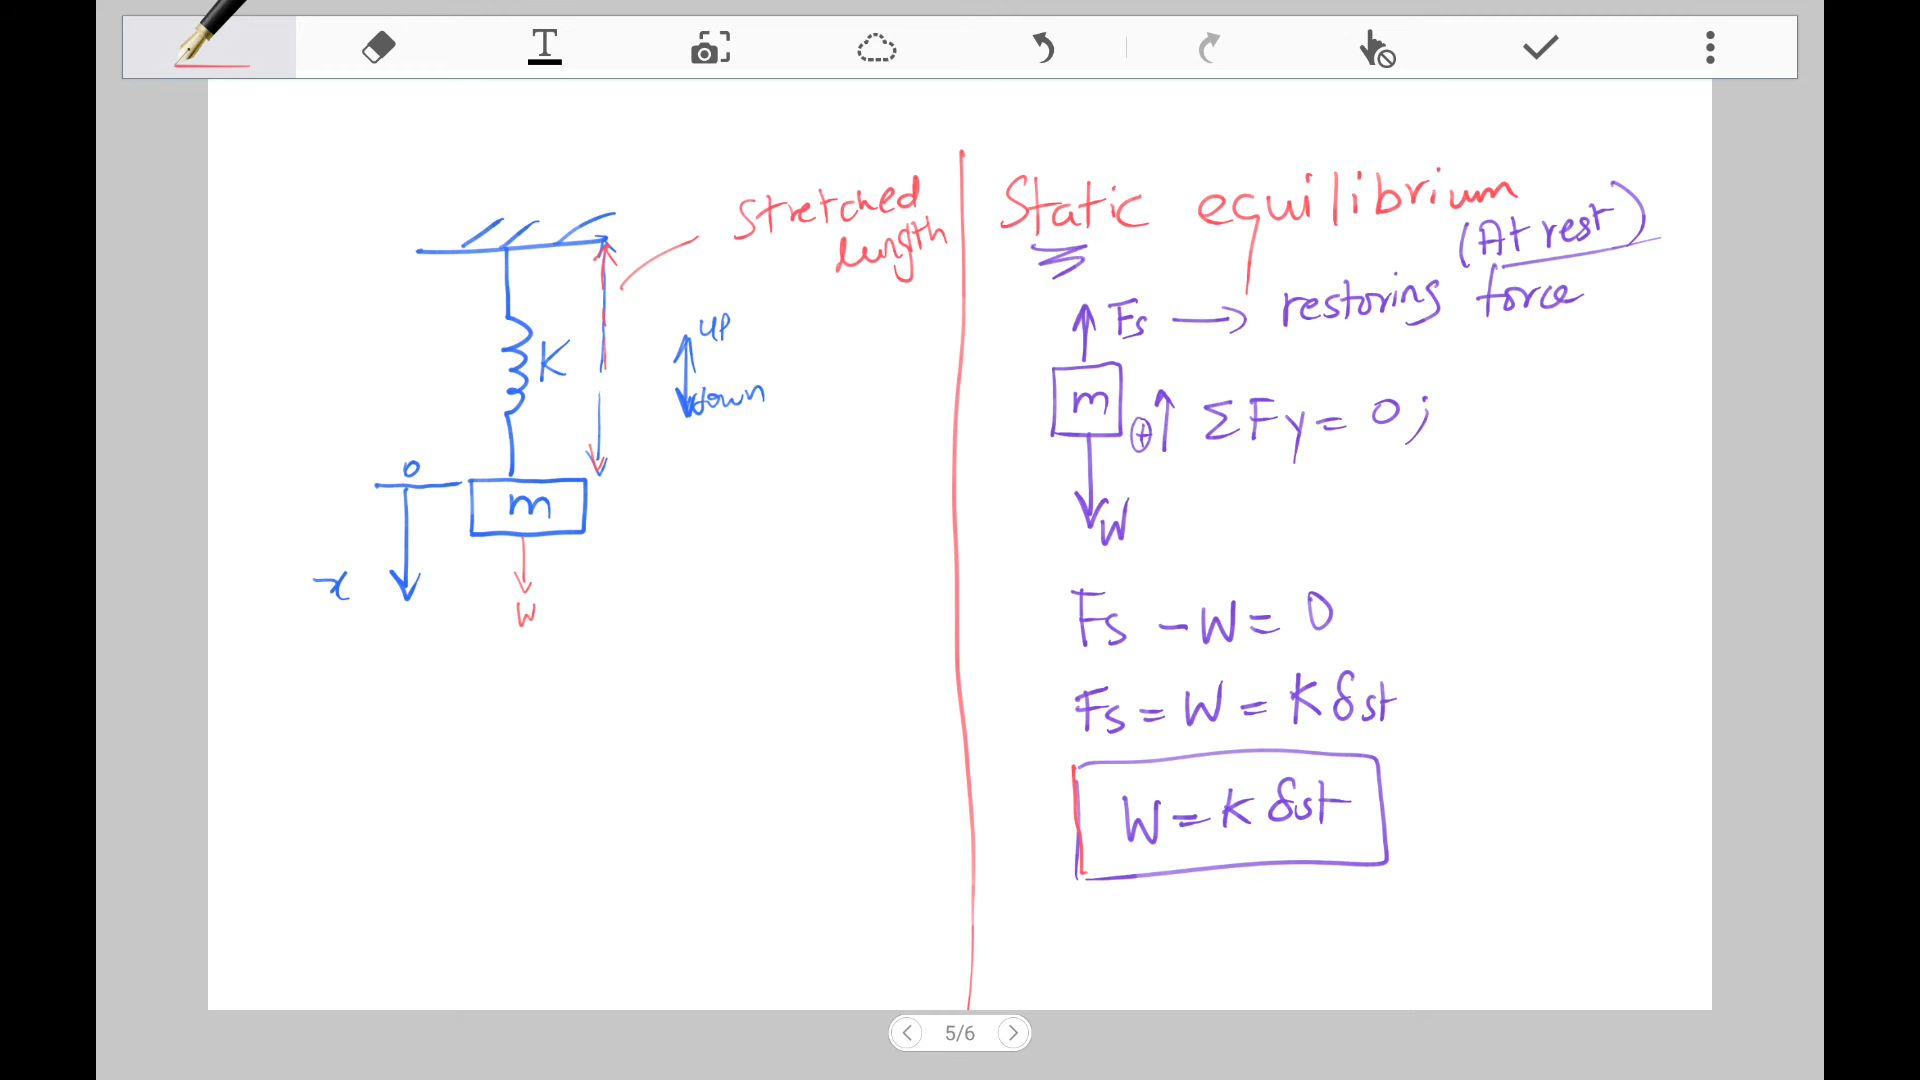 T
Stretched
length
K
UP
down
0
m
x
W
Static equilibrium
(At rest)
Fs → restoring force
m
⊕↑ ΣFy = 0;
W
Fs - W = 0
Fs = W = K δst
W = K δst
5/6